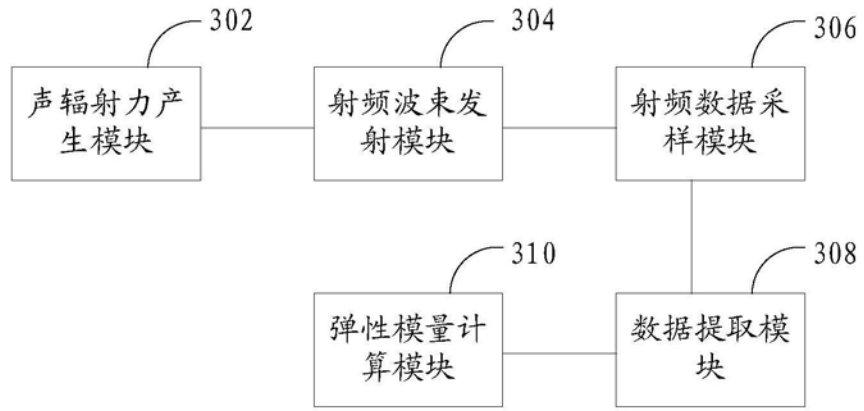 302
304
306
声辐射力产
生模块
射频波束发
射模块
射频数据采
样模块
310
308
弹性模量计
算模块
数据提取模
块